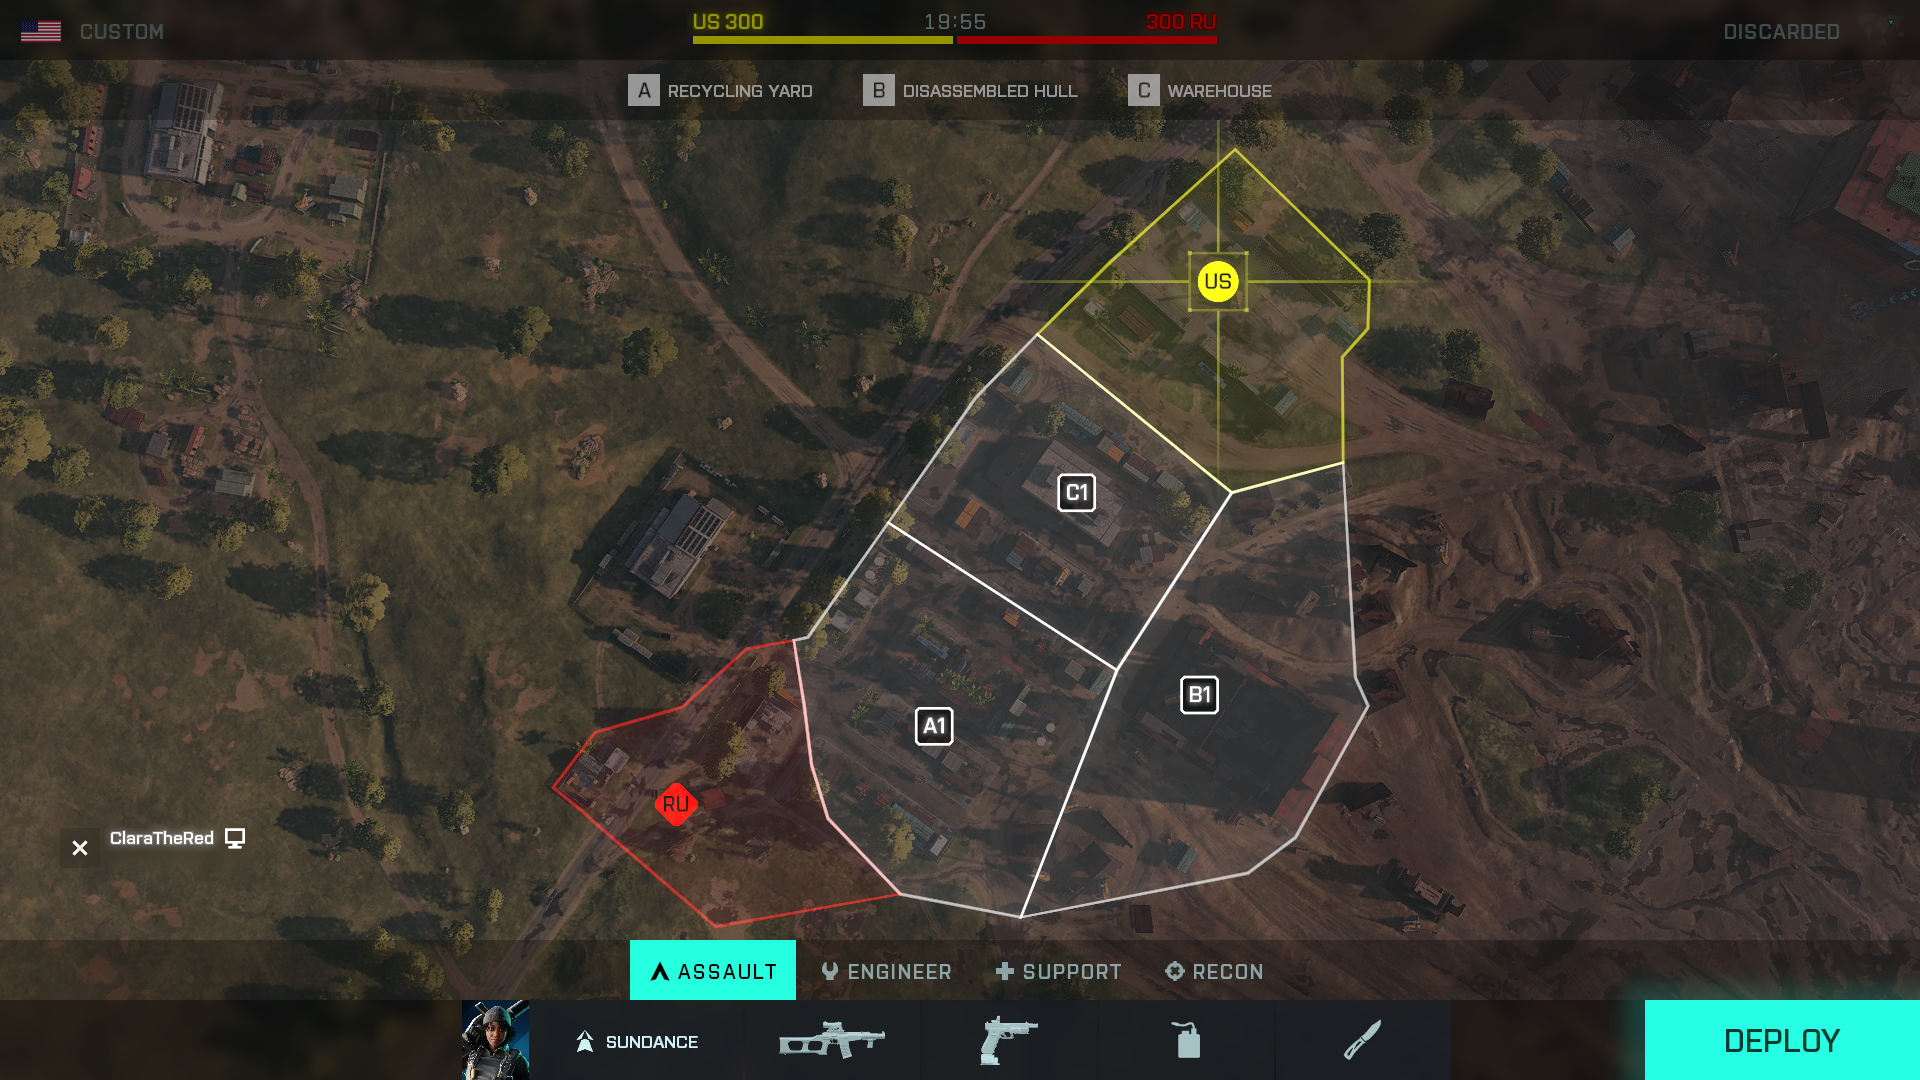 CUSTOM
US 300
19:55
300 RU
DISCARDED
A RECYCLING YARD
B DISASSEMBLED HULL
C WAREHOUSE
US
C1
B1
A1
RU
ClaraTheRed
ASSAULT
ENGINEER
SUPPORT
RECON
SUNDANCE
DEPLOY